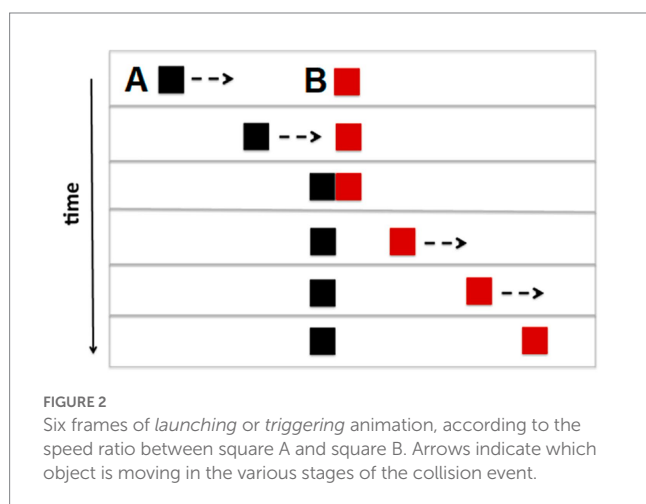 A B
time
FIGURE 2
Six frames of launching or triggering animation, according to the
speed ratio between square A and square B. Arrows indicate which
object is moving in the various stages of the collision event.